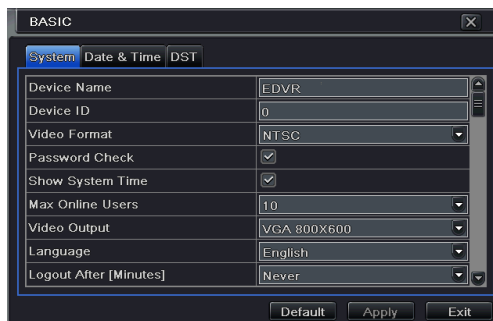 BASIC
System Date & Time DST
Device Name EDVR
Device ID 0
Video Format NTSC
Password Check
Show System Time
Max Online Users 10
Video Output VGA 800X600
Language English
Logout After [Minutes] Never
Default Apply Exit